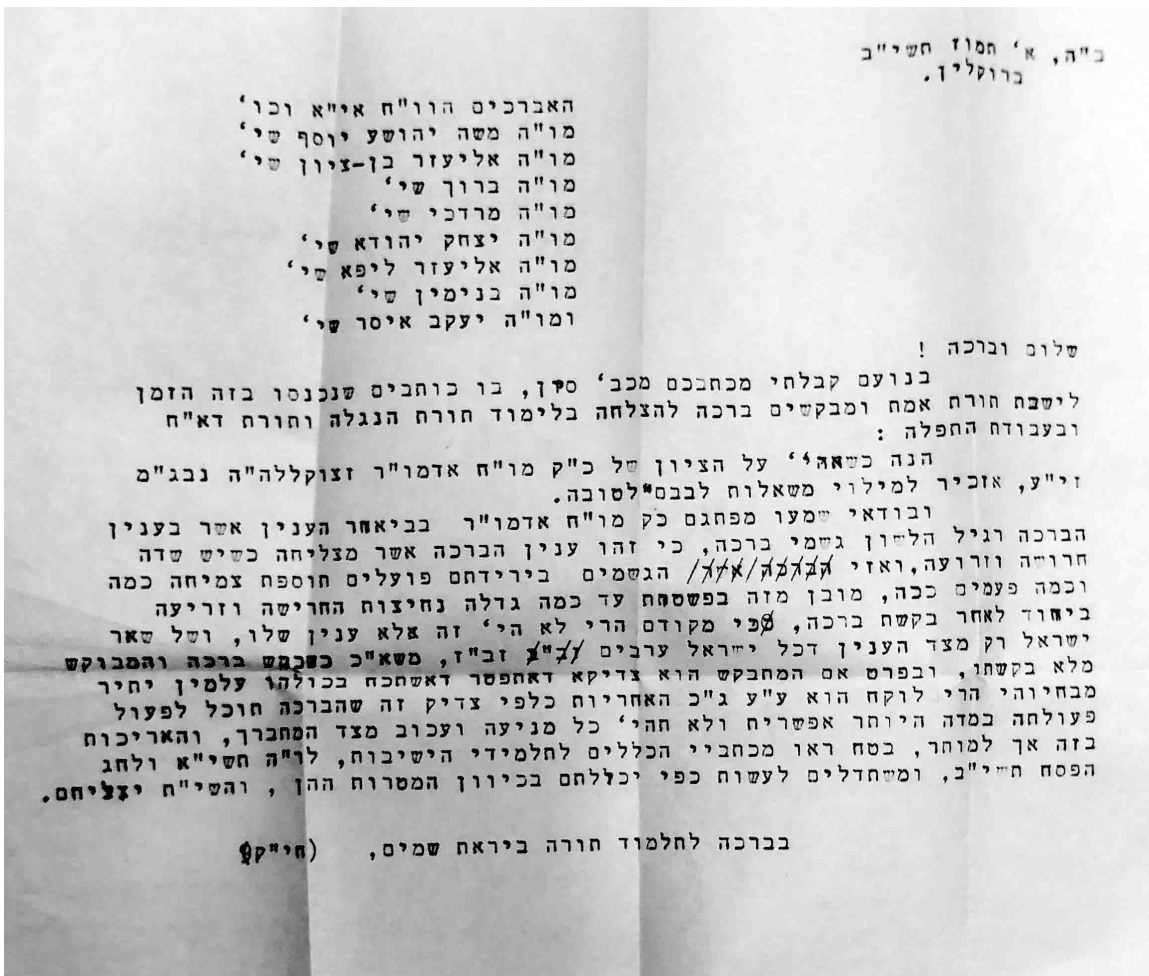 ב"ה, א' תמוז תשי"ב
ברוקלין.
האברכים הוו"ח אי"א וכו'
מו"ה משה יהושע יוסף שי'
מו"ה אליעזר בן-ציון שי'
מו"ה ברוך שי'
מו"ה מרדכי שי'
מו"ה יצחק יהודא שי'
מו"ה אליעזר ליפא שי'
מו"ה בנימין שי'
ומו"ה יעקב איסר שי'
שלום וברכה !
בנועם קבלתי מכתבכם מכב' סיון, בו כותבים שנכנסו בזה הזמן
לישבת תורת אמת ומבקשים ברכה להצלחה בלימוד תורת הנגלה ותורת דא"ח
ובעבודת התפלה :
הנה כשאהי' על הציון של כ"ק מו"ח אדמו"ר זצוקללה"ה נבג"מ
זי"ע, אזכיר למילוי משאלות לבבם לטובה.
ובודאי שמעו מפתגם כק מו"ח אדמו"ר בביאור הענין אשר בענין
הברכה רגיל הלשון גשמי ברכה, כי זהו ענין הברכה אשר מצליחה כשיש שדה
חרושה וזרועה,ואזי הגשמים בירידתם פועלים תוספת צמיחה כמה
וכמה פעמים ככה, מובן מזה בפשטות עד כמה גדלה נחיצות החרישה וזריעה
ביחוד לאחר בקשת ברכה, כי מקודם הרי לא הי' זה אלא ענין שלו, ושל שאר
ישראל רק מצד הענין דכל ישראל ערבים זב"ז, משא"כ כשבקש ברכה והמבוקש
מלא בקשתו, ובפרט אם המתבקש הוא צדיקא דאתפטר דאשתכח בכולהו עלמין יתיר
מבחיוהי הרי לוקח הוא ע"ע ג"כ האחריות כלפי צדיק זה שהברכה תוכל לפעול
פעולתה במדה היותר אפשרית ולא תהי' כל מניעה ועכוב מצד המתברך, והאריכות
בזה אך למותר, בטח ראו מכתביי הכללים לתלמידי הישיבות, לר"ה תשי"א ולחג
הפסח תשי"ב, ומשתדלים לעשות כפי יכלתם בכיוון המטרות ההן , והשי"ת יצליחם.
בברכה לתלמוד תורה ביראת שמים, (חי"ק)